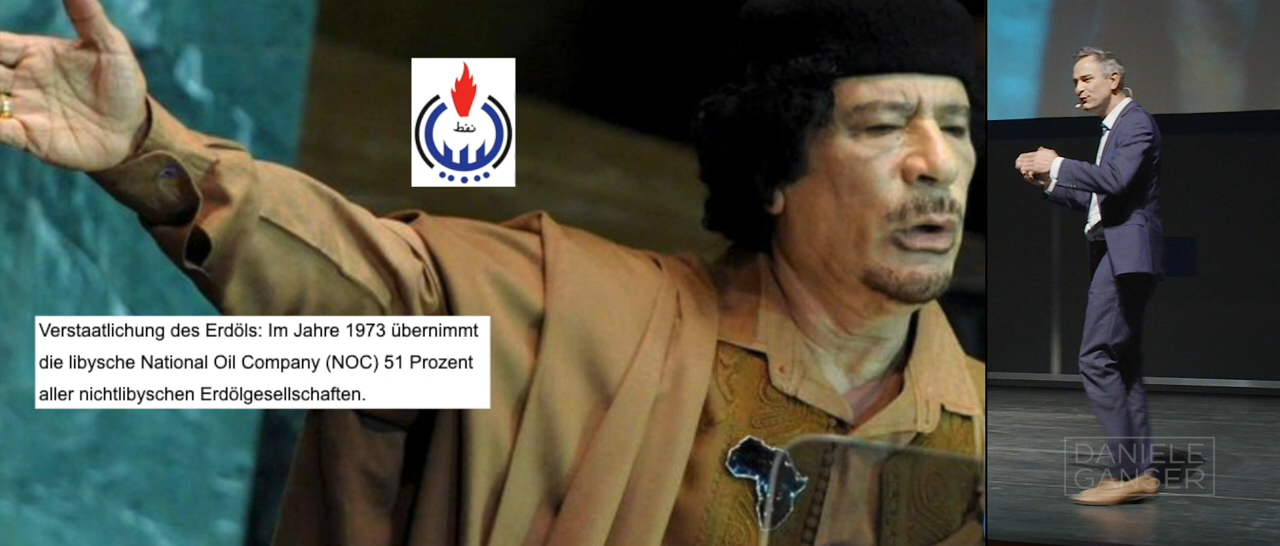 نفط
Verstaatlichung des Erdöls: Im Jahre 1973 übernimmt
die libysche National Oil Company (NOC) 51 Prozent
aller nichtlibyschen Erdölgesellschaften.
DANIELE
GANSER